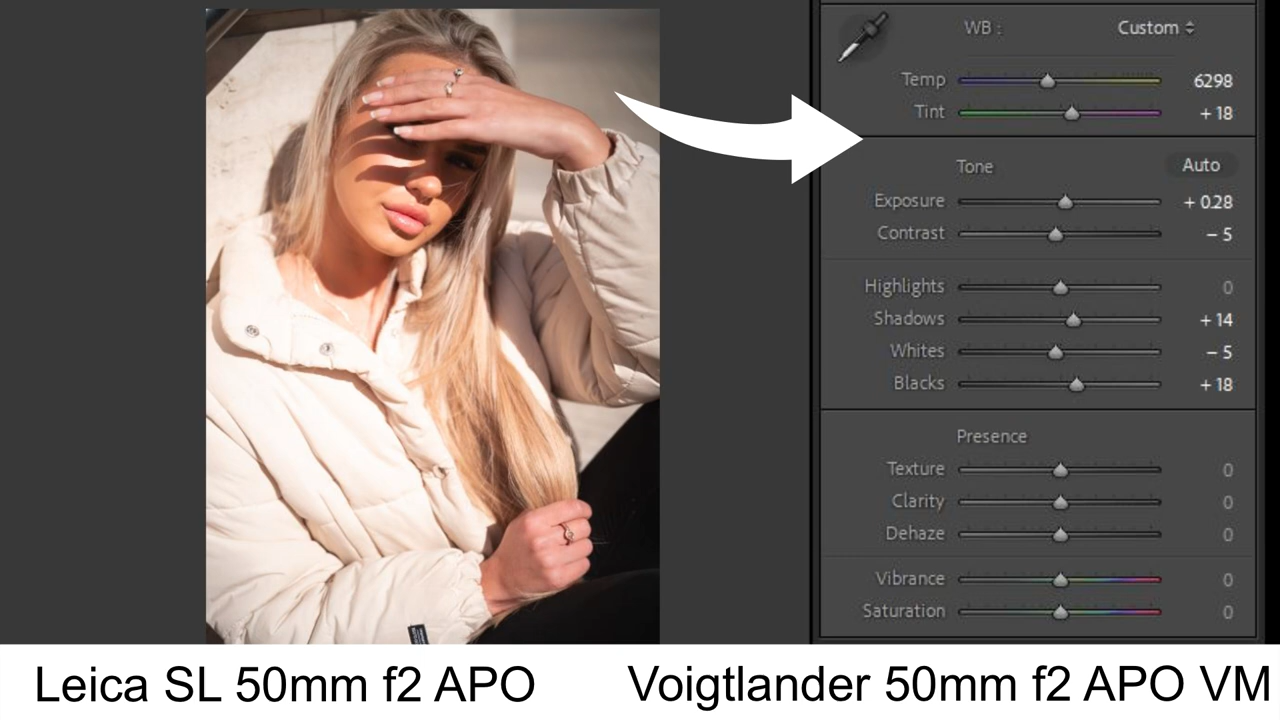 WB : Custom
Temp 6298
Tint + 18
Tone Auto
Exposure + 0.28
Contrast – 5
Highlights 0
Shadows + 14
Whites – 5
Blacks + 18
Presence
Texture 0
Clarity 0
Dehaze 0
Vibrance 0
Saturation 0
Leica SL 50mm f2 APO
Voigtlander 50mm f2 APO VM